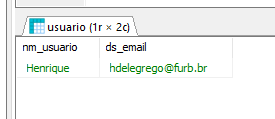 usuario (1r × 2c)
nm_usuario ds_email
Henrique hdelegrego@furb.br